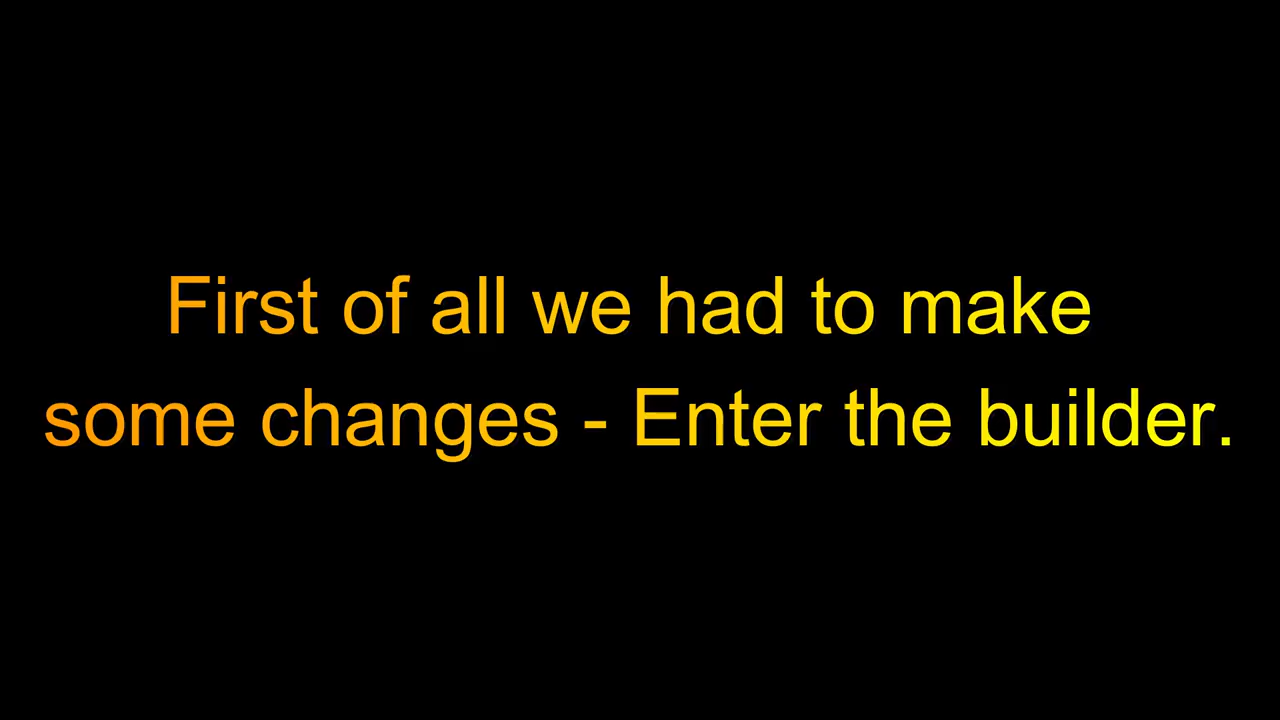 First of all we had to make
some changes - Enter the builder.